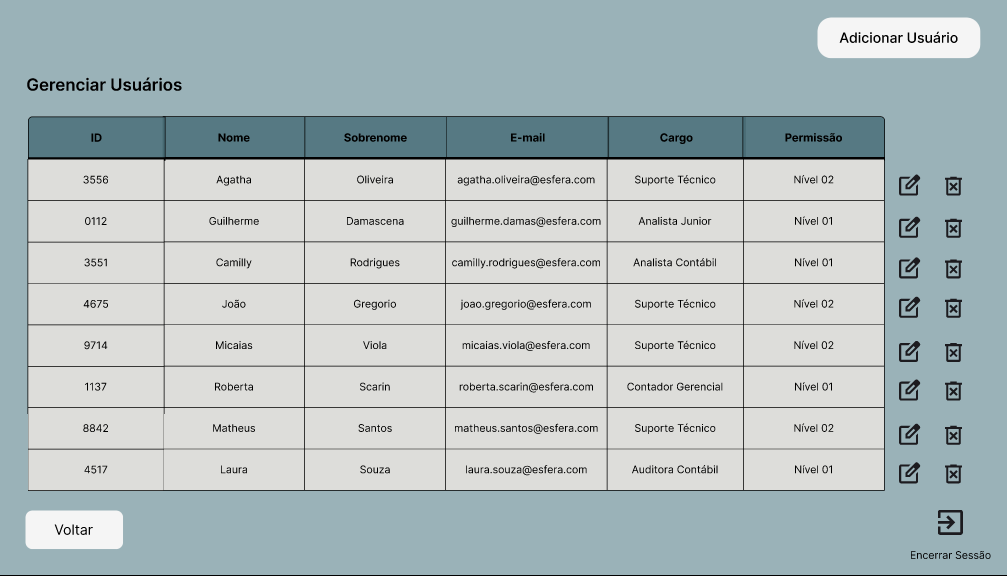 Adicionar Usuário
Gerenciar Usuários
ID Nome Sobrenome E-mail Cargo Permissão
3556 Agatha Oliveira agatha.oliveira@esfera.com Suporte Técnico Nível 02
0112 Guilherme Damascena guilherme.damas@esfera.com Analista Junior Nível 01
3551 Camilly Rodrigues camilly.rodrigues@esfera.com Analista Contábil Nível 01
4675 João Gregorio joao.gregorio@esfera.com Suporte Técnico Nível 02
9714 Micaias Viola micaias.viola@esfera.com Suporte Técnico Nível 02
1137 Roberta Scarin roberta.scarin@esfera.com Contador Gerencial Nível 01
8842 Matheus Santos matheus.santos@esfera.com Suporte Técnico Nível 02
4517 Laura Souza laura.souza@esfera.com Auditora Contábil Nível 01
Voltar
Encerrar Sessão